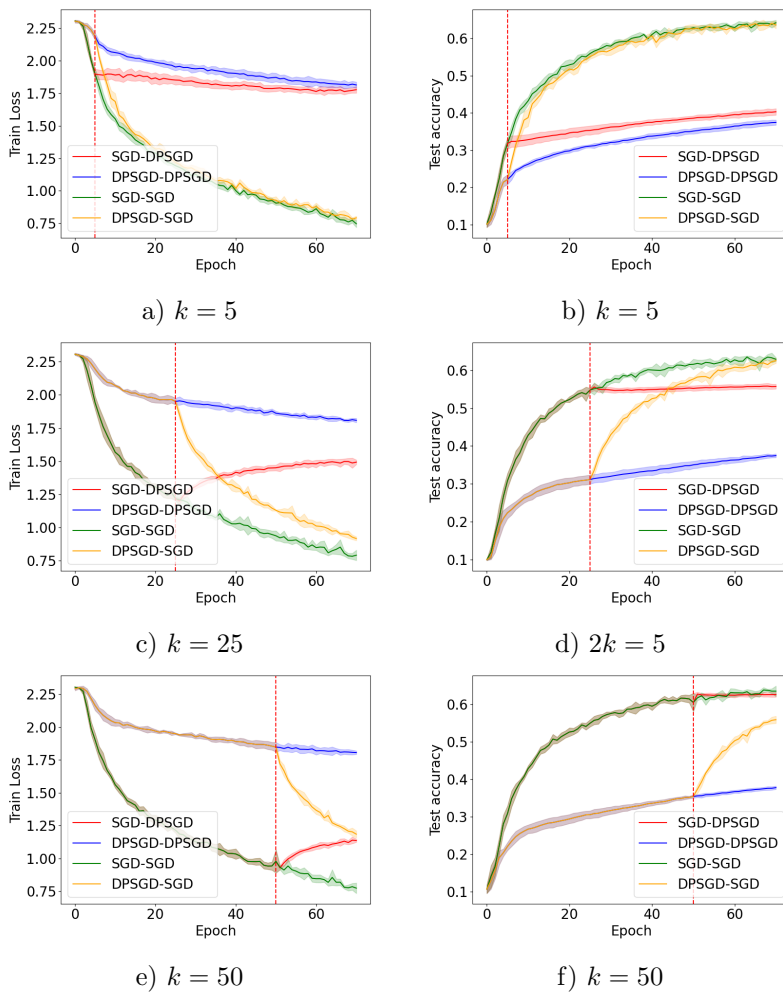 2.25
2.00
1.75
1.50
1.25
1.00
0.75
Train Loss
SGD-DPSGD
DPSGD-DPSGD
SGD-SGD
DPSGD-SGD
0 20 40 60
Epoch
a) k = 5
0.6
0.5
0.4
0.3
0.2
0.1
Test accuracy
SGD-DPSGD
DPSGD-DPSGD
SGD-SGD
DPSGD-SGD
0 20 40 60
Epoch
b) k = 5
2.25
2.00
1.75
1.50
1.25
1.00
0.75
Train Loss
SGD-DPSGD
DPSGD-DPSGD
SGD-SGD
DPSGD-SGD
0 20 40 60
Epoch
c) k = 25
0.6
0.5
0.4
0.3
0.2
0.1
Test accuracy
SGD-DPSGD
DPSGD-DPSGD
SGD-SGD
DPSGD-SGD
0 20 40 60
Epoch
d) 2k = 5
2.25
2.00
1.75
1.50
1.25
1.00
0.75
Train Loss
SGD-DPSGD
DPSGD-DPSGD
SGD-SGD
DPSGD-SGD
0 20 40 60
Epoch
e) k = 50
0.6
0.5
0.4
0.3
0.2
0.1
Test accuracy
SGD-DPSGD
DPSGD-DPSGD
SGD-SGD
DPSGD-SGD
0 20 40 60
Epoch
f) k = 50